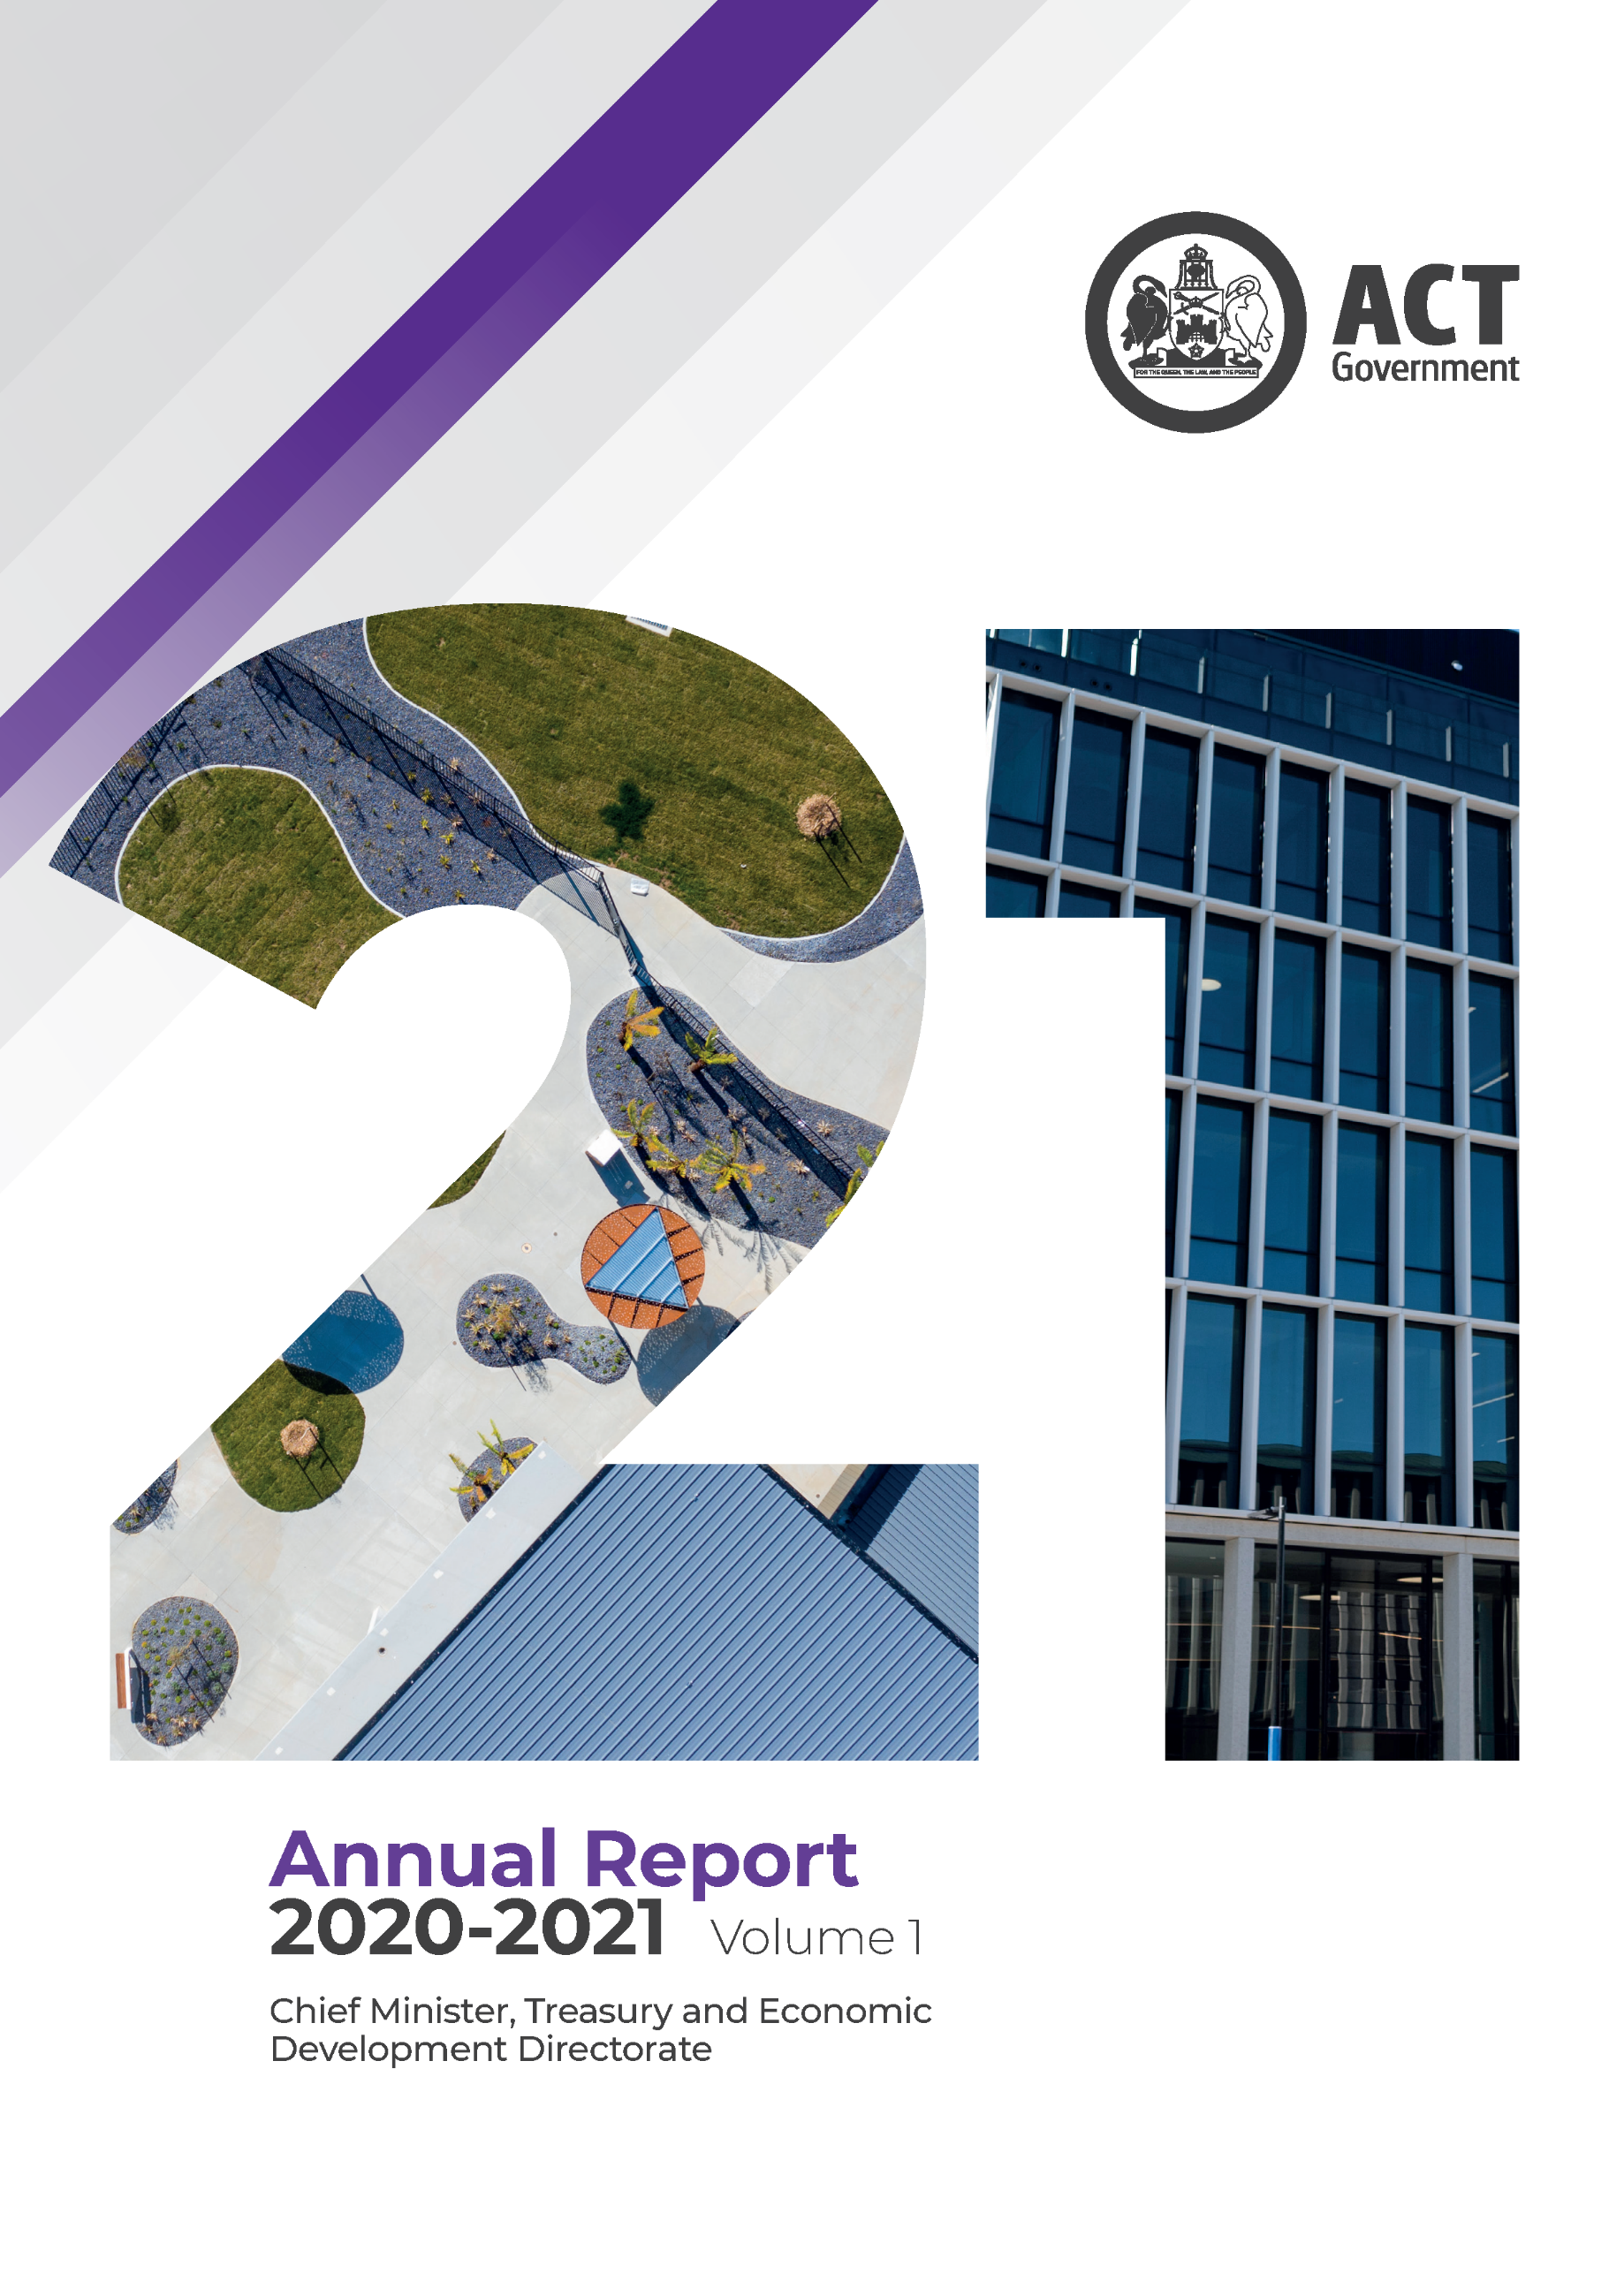 FOR THE QUEEN, THE LAW, AND THE PEOPLE
ACT
Government
21
Annual Report
2020-2021 Volume 1
Chief Minister, Treasury and Economic
Development Directorate